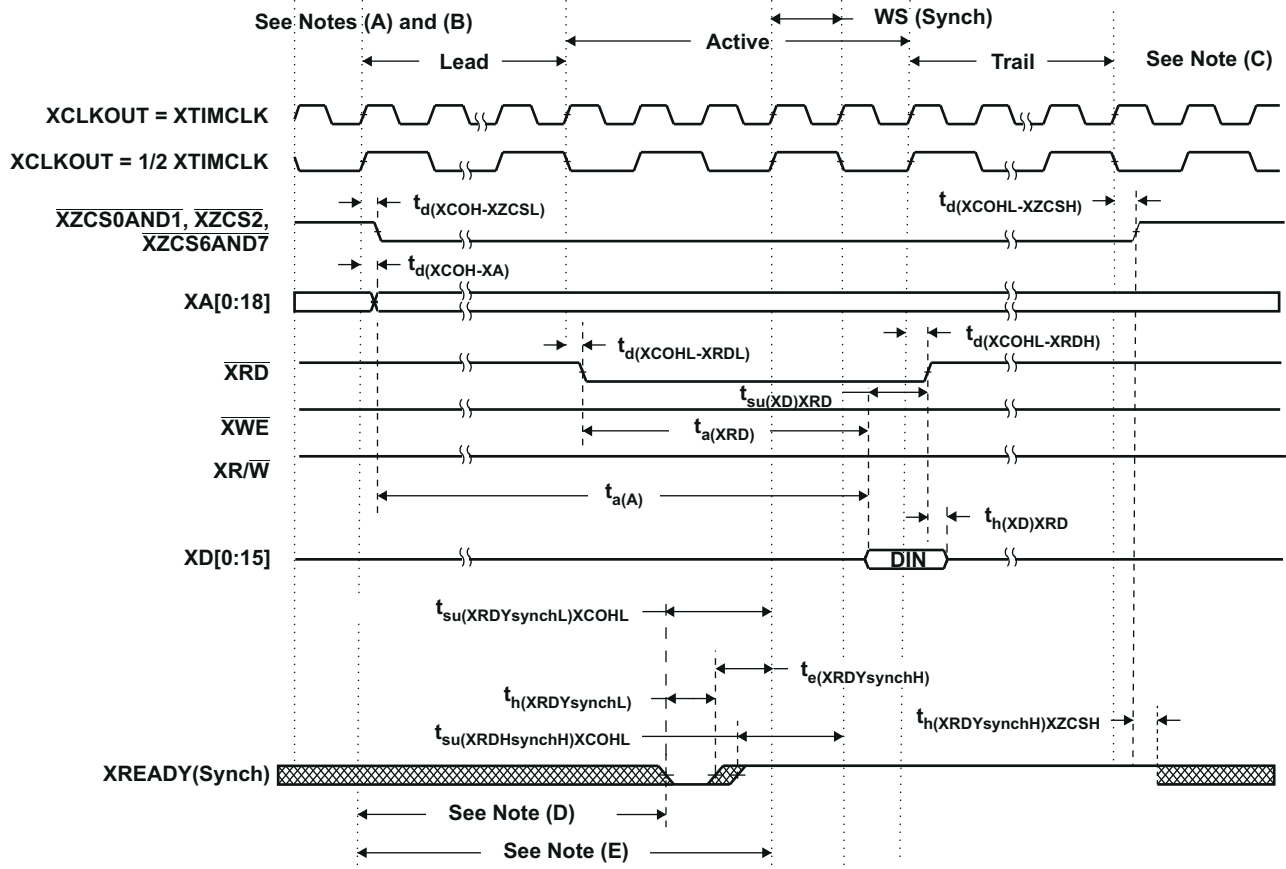 See Notes (A) and (B)
WS (Synch)
Active
Lead
Trail
See Note (C)
XCLKOUT = XTIMCLK
XCLKOUT = 1/2 XTIMCLK
XZCS0AND1, XZCS2,
XZCS6AND7
td(XCOH-XZCSL)
td(XCOHL-XZCSH)
td(XCOH-XA)
XA[0:18]
td(XCOHL-XRDL)
td(XCOHL-XRDH)
XRD
tsu(XD)XRD
XWE
ta(XRD)
XR/W
ta(A)
th(XD)XRD
XD[0:15]
DIN
tsu(XRDYsynchL)XCOHL
te(XRDYsynchH)
th(XRDYsynchL)
th(XRDYsynchH)XZCSH
tsu(XRDHsynchH)XCOHL
XREADY(Synch)
See Note (D)
See Note (E)